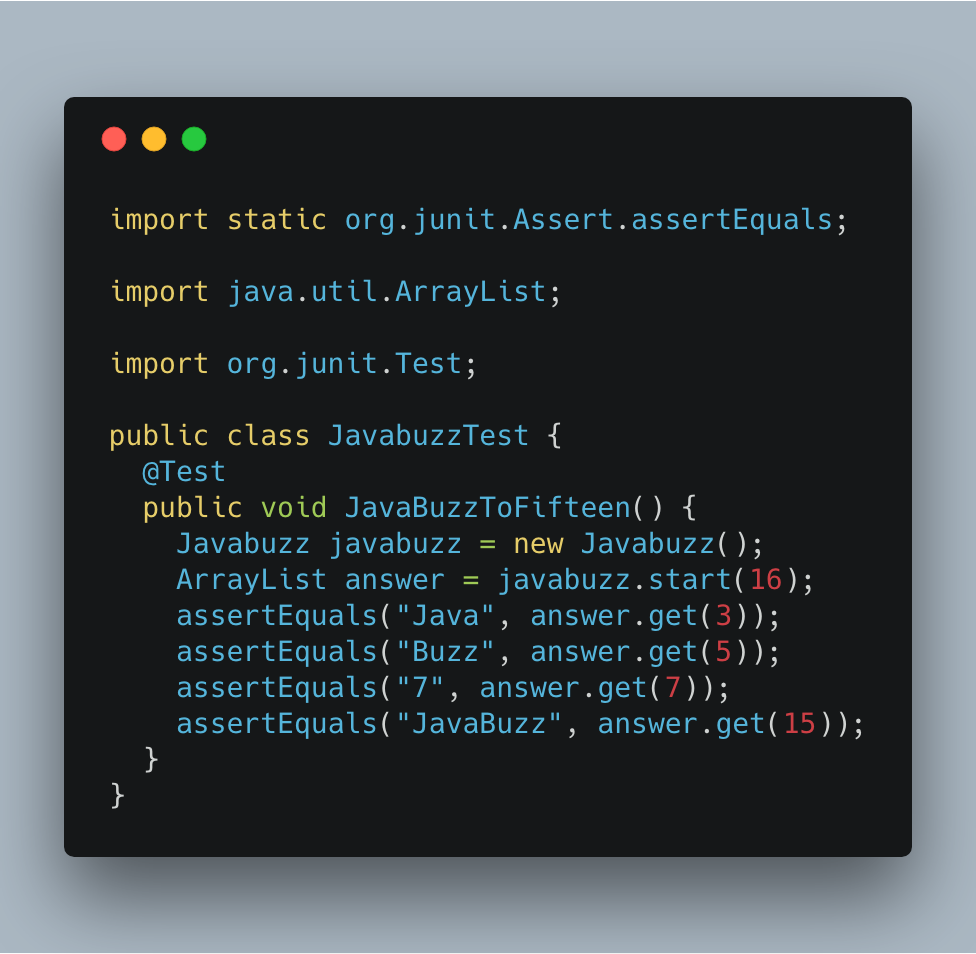 import static org.junit.Assert.assertEquals;
import java.util.ArrayList;
import org.junit.Test;
public class JavabuzzTest {
  @Test
  public void JavaBuzzToFifteen() {
    Javabuzz javabuzz = new Javabuzz();
    ArrayList answer = javabuzz.start(16);
    assertEquals("Java", answer.get(3));
    assertEquals("Buzz", answer.get(5));
    assertEquals("7", answer.get(7));
    assertEquals("JavaBuzz", answer.get(15));
  }
}